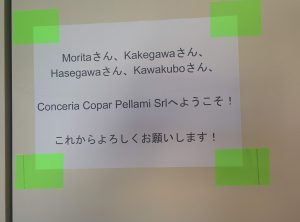 Moritaさん、Kakegawaさん、
Hasegawaさん、Kawakuboさん、
Conceria Copar Pellami Srlへようこそ！
これからよろしくお願いします！